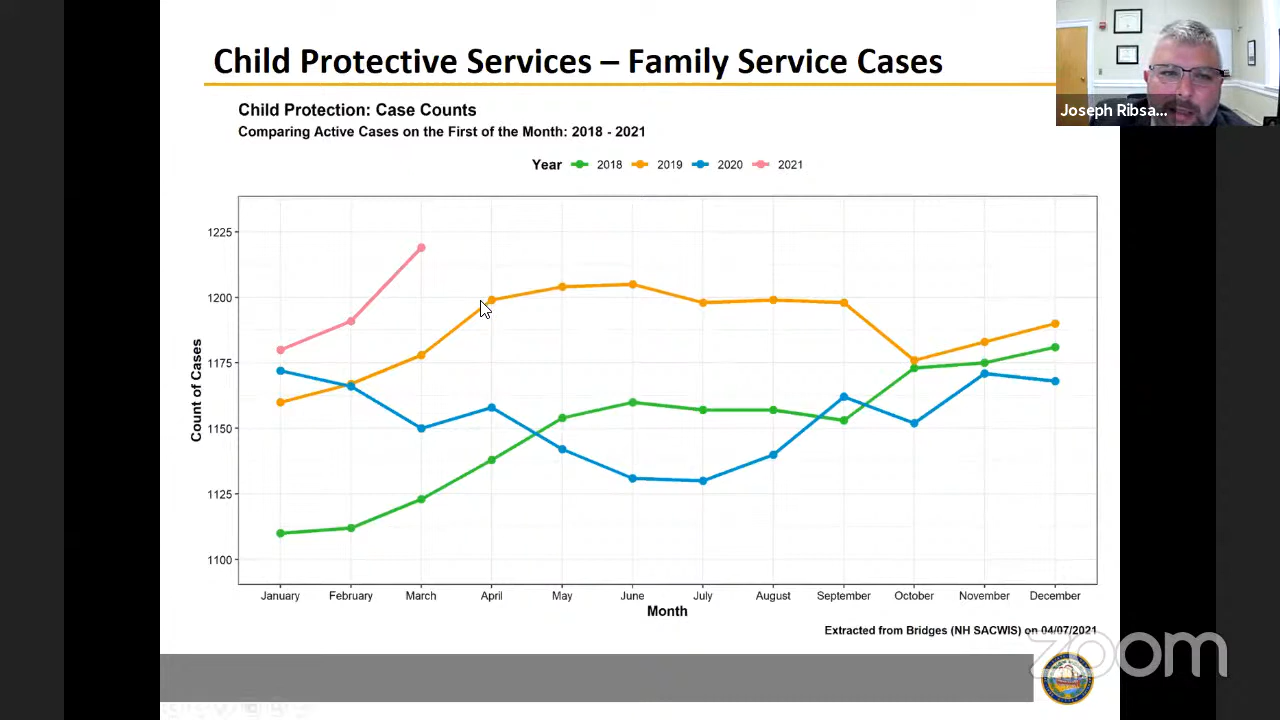 Child Protective Services – Family Service Cases
Joseph Ribsa...
Child Protection: Case Counts
Comparing Active Cases on the First of the Month: 2018 - 2021
Year 2018 2019 2020 2021
1225
1200
1175
1150
1125
1100
Count of Cases
January February March April May June July August September October November December
Month
Extracted from Bridges (NH SACWIS) on 04/07/2021
zoom